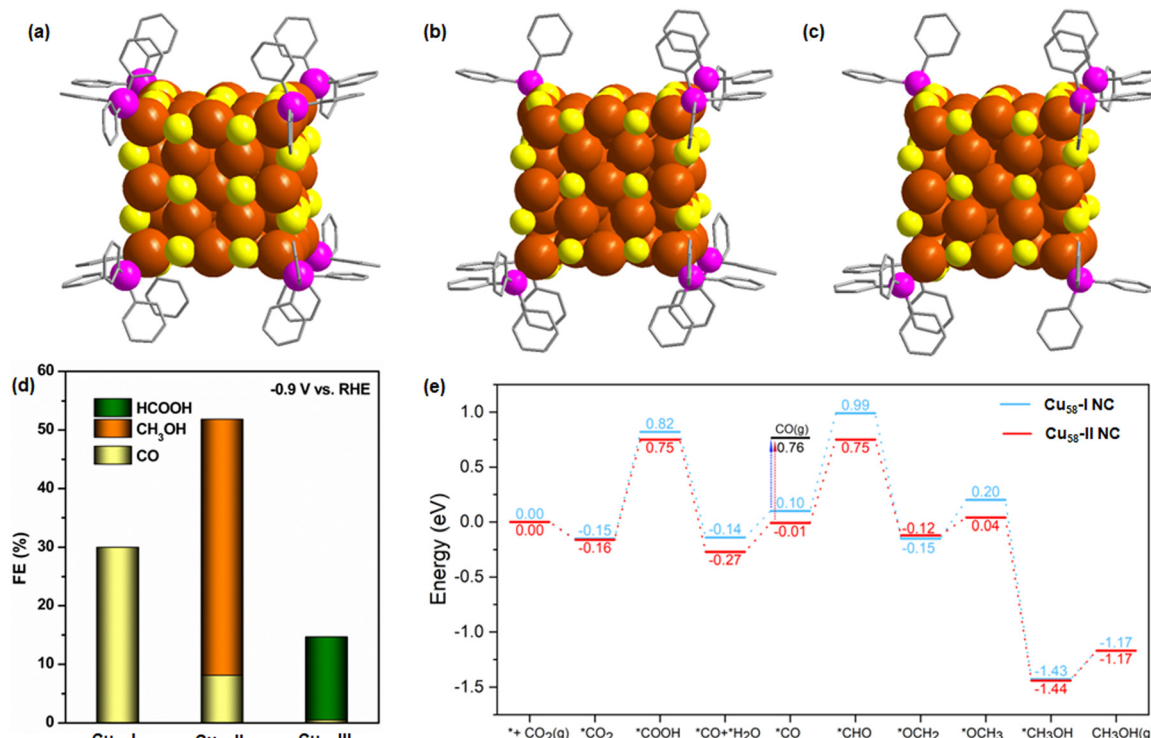 (a)
(b)
(c)
(d)
60
50
40
30
20
10
0
FE (%)
-0.9 V vs. RHE
HCOOH
CH₃OH
CO
(e)
Energy (eV)
1.0
0.5
0.0
-0.5
-1.0
-1.5
Cu₅₈-I NC
Cu₅₈-II NC
0.00
0.00
-0.15
-0.16
0.82
0.75
-0.14
-0.27
CO(g)
0.76
0.10
-0.01
0.99
0.75
-0.12
-0.15
0.20
0.04
-1.43
-1.44
-1.17
-1.17
*+ CO₂(g) *CO₂ *COOH *CO+*H₂O *CO *CHO *OCH₂ *OCH₃ *CH₃OH CH₃OH(g